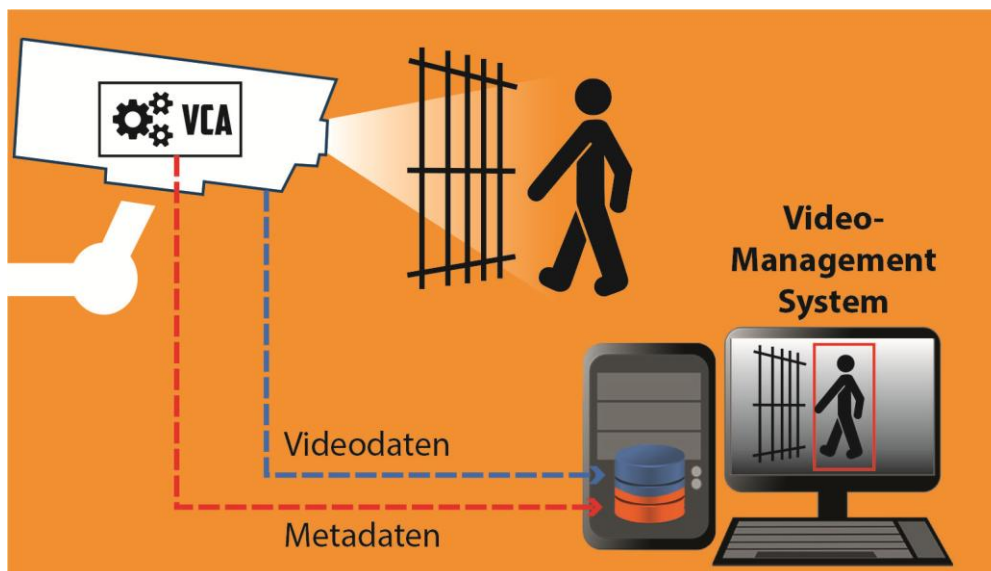 VCA
Video-
Management
System
Videodaten
Metadaten